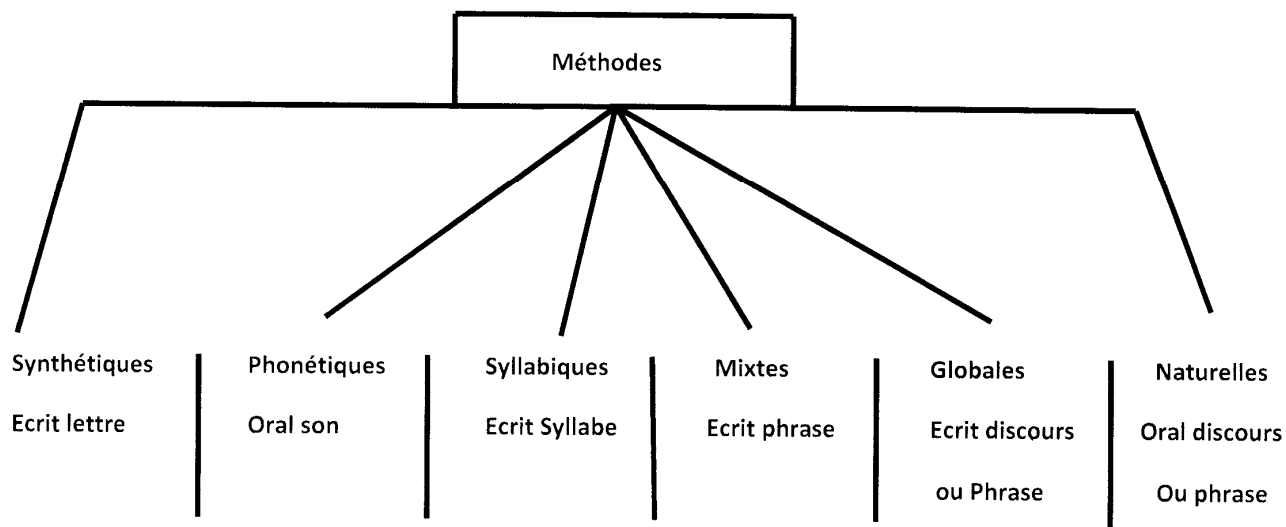 Méthodes
Synthétiques
Ecrit lettre
Phonétiques
Oral son
Syllabiques
Ecrit Syllabe
Mixtes
Ecrit phrase
Globales
Ecrit discours
ou Phrase
Naturelles
Oral discours
Ou phrase